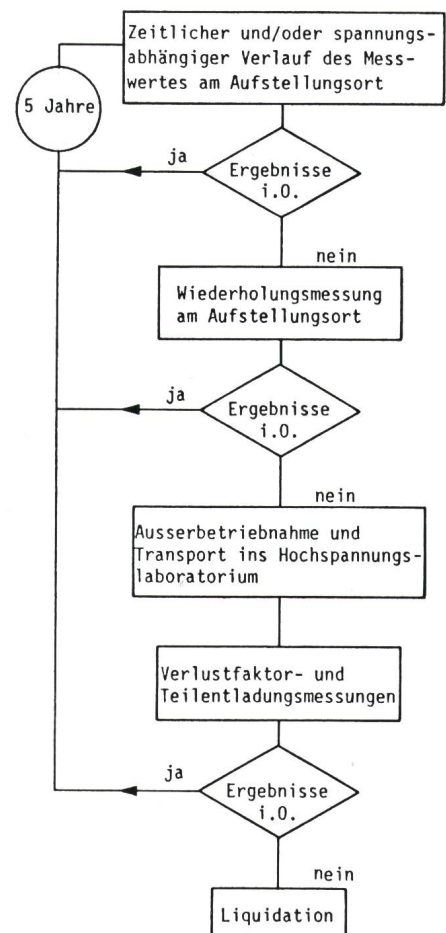 Zeitlicher und/oder spannungs-
abhängiger Verlauf des Mess-
wertes am Aufstellungsort
5 Jahre
ja
Ergebnisse
i.O.
nein
Wiederholungsmessung
am Aufstellungsort
ja
Ergebnisse
i.O.
nein
Ausserbetriebnahme und
Transport ins Hochspannungs-
laboratorium
Verlustfaktor- und
Teilentladungsmessungen
ja
Ergebnisse
i.O.
nein
Liquidation